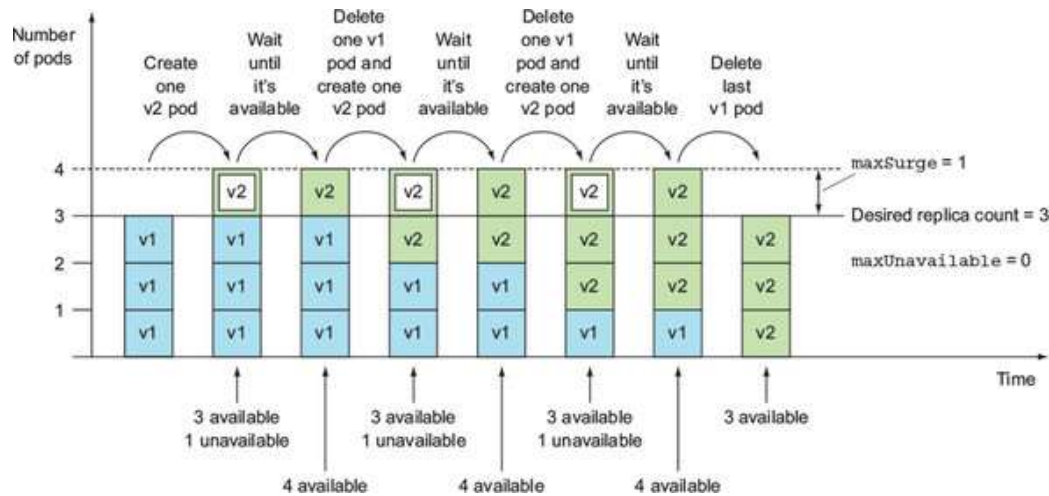 Number
of pods
Create
one
v2 pod
Wait
until
it's
available
Delete
one v1
pod and
create one
v2 pod
Wait
until
it's
available
Delete
one v1
pod and
create one
v2 pod
Wait
until
it's
available
Delete
last
v1 pod
4
3
2
1
v1
v1
v1
v2
v1
v1
v1
v2
v1
v1
v1
v2
v2
v1
v1
v2
v2
v1
v1
v2
v2
v2
v1
v2
v2
v2
v1
v2
v2
v2
maxSurge = 1
Desired replica count = 3
maxUnavailable = 0
Time
3 available
1 unavailable
4 available
3 available
1 unavailable
4 available
3 available
1 unavailable
4 available
3 available